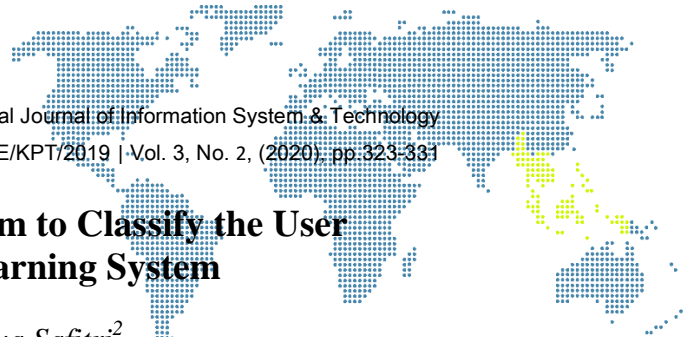 al Journal of Information System & Technology
E/KPT/2019 | Vol. 3, No. 2, (2020), pp.323-331
m to Classify the User
arning System
Safitri2